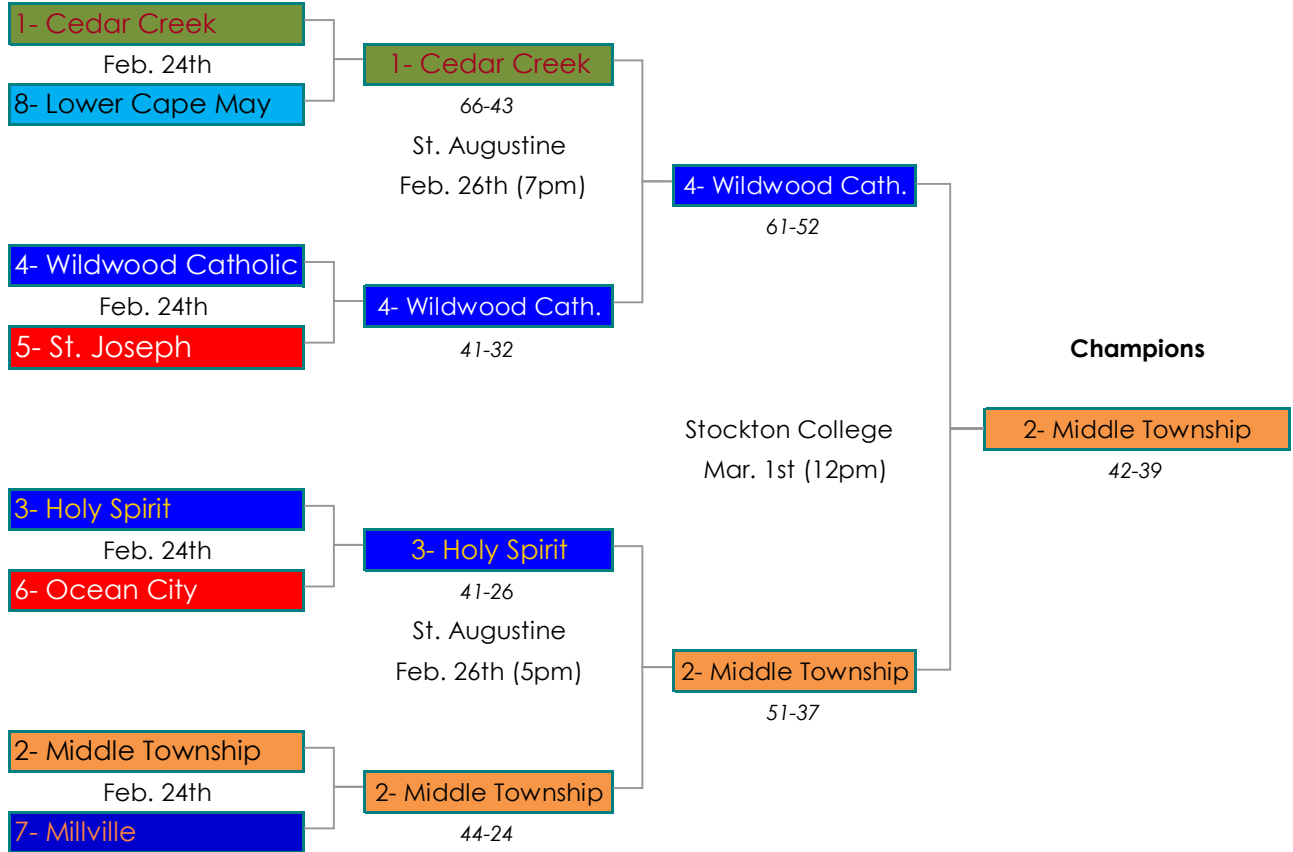 1- Cedar Creek
Feb. 24th
8- Lower Cape May
1- Cedar Creek
66-43
St. Augustine
Feb. 26th (7pm)
4- Wildwood Catholic
Feb. 24th
5- St. Joseph
4- Wildwood Cath.
41-32
4- Wildwood Cath.
61-52
3- Holy Spirit
Feb. 24th
6- Ocean City
3- Holy Spirit
41-26
St. Augustine
Feb. 26th (5pm)
2- Middle Township
Feb. 24th
7- Millville
2- Middle Township
44-24
2- Middle Township
51-37
Stockton College
Mar. 1st (12pm)
Champions
2- Middle Township
42-39